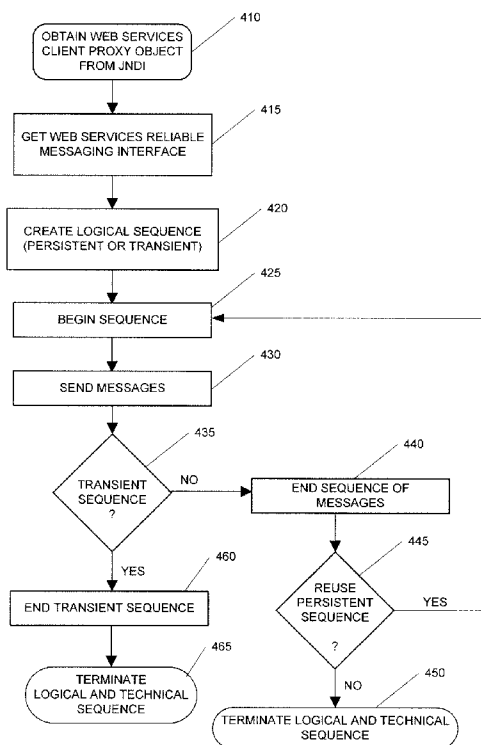 OBTAIN WEB SERVICES
CLIENT PROXY OBJECT
FROM JNDI
410
GET WEB SERVICES RELIABLE
MESSAGING INTERFACE
415
CREATE LOGICAL SEQUENCE
(PERSISTENT OR TRANSIENT)
420
BEGIN SEQUENCE
425
SEND MESSAGES
430
TRANSIENT
SEQUENCE
?
435
NO
YES
END SEQUENCE OF
MESSAGES
440
REUSE
PERSISTENT
SEQUENCE
?
445
YES
NO
END TRANSIENT SEQUENCE
460
TERMINATE
LOGICAL AND TECHNICAL
SEQUENCE
465
TERMINATE LOGICAL AND TECHNICAL
SEQUENCE
450